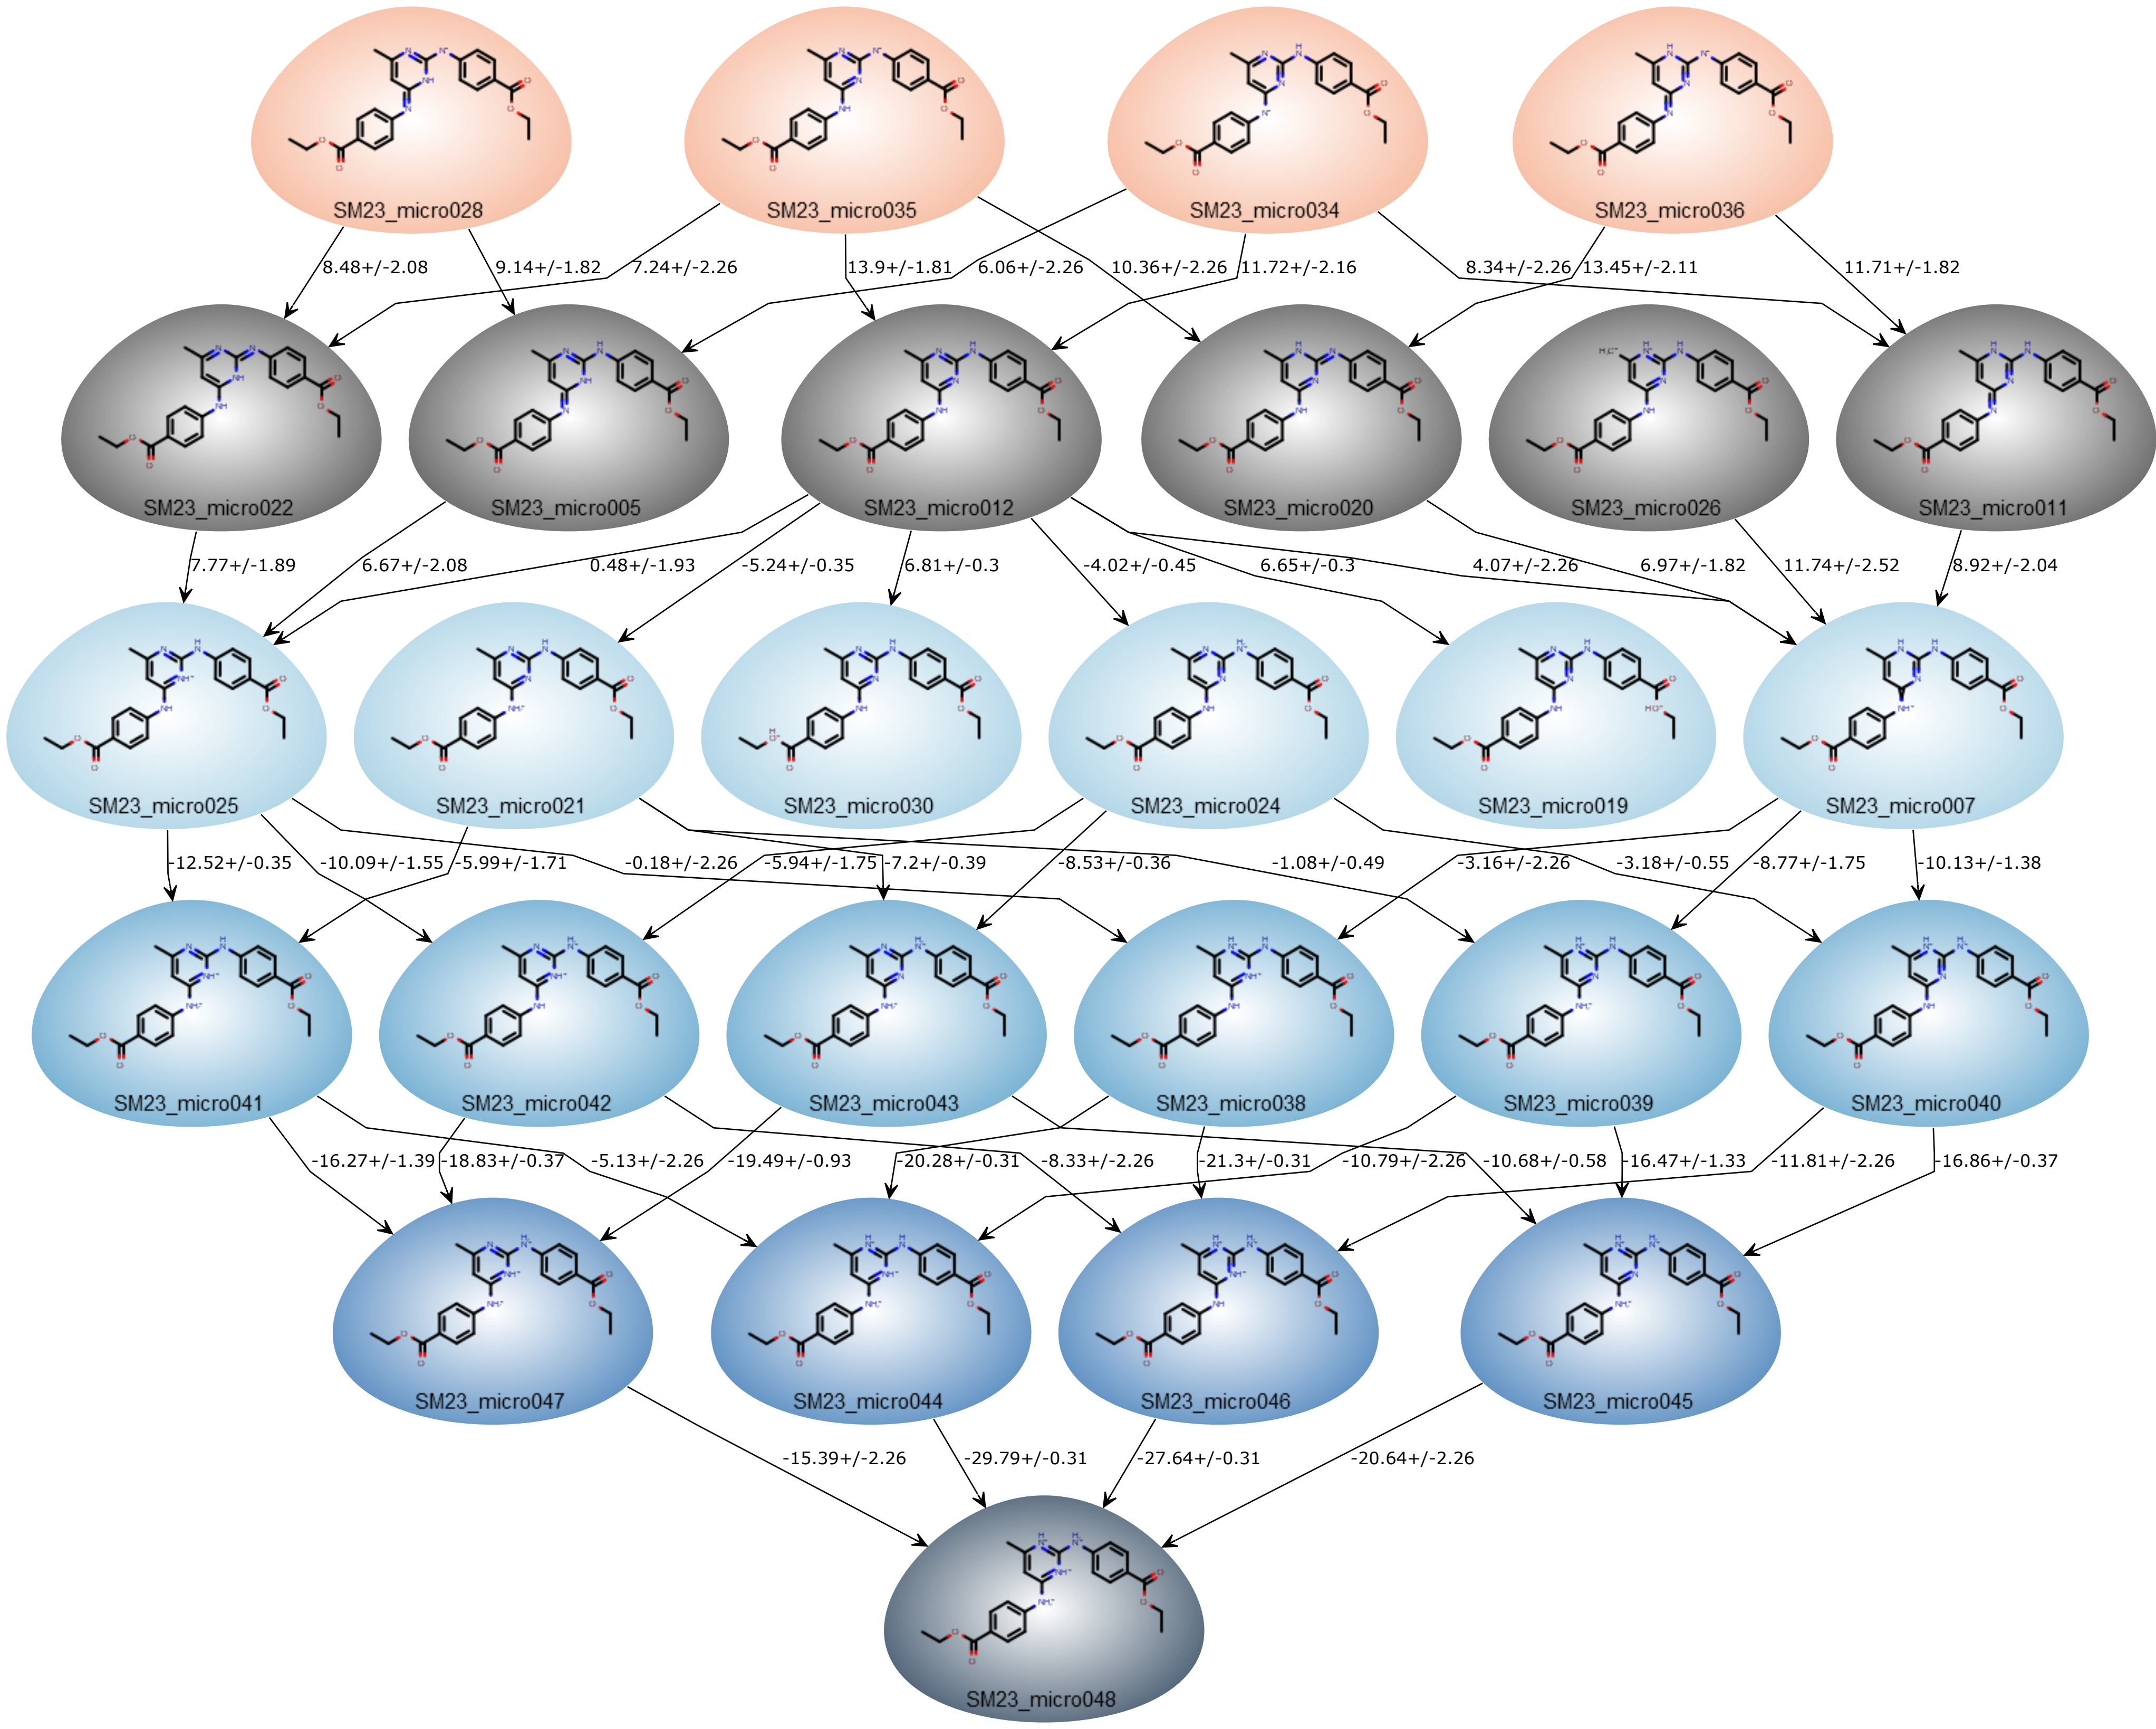 SM23_micro028 SM23_micro035 SM23_micro034 SM23_micro036
8.48+/-2.08 9.14+/-1.82 7.24+/-2.26 13.9+/-1.81 6.06+/-2.26 10.36+/-2.26 11.72+/-2.16 8.34+/-2.26 13.45+/-2.11 11.71+/-1.82
SM23_micro022 SM23_micro005 SM23_micro012 SM23_micro020 SM23_micro026 SM23_micro011
7.77+/-1.89 6.67+/-2.08 0.48+/-1.93 -5.24+/-0.35 6.81+/-0.3 -4.02+/-0.45 6.65+/-0.3 4.07+/-2.26 6.97+/-1.82 11.74+/-2.52 8.92+/-2.04
SM23_micro025 SM23_micro021 SM23_micro030 SM23_micro024 SM23_micro019 SM23_micro007
-12.52+/-0.35 -10.09+/-1.55 -5.99+/-1.71 -0.18+/-2.26 -5.94+/-1.75 -7.2+/-0.39 -8.53+/-0.36 -1.08+/-0.49 -3.16+/-2.26 -3.18+/-0.55 -8.77+/-1.75 -10.13+/-1.38
SM23_micro041 SM23_micro042 SM23_micro043 SM23_micro038 SM23_micro039 SM23_micro040
-16.27+/-1.39 -18.83+/-0.37 -5.13+/-2.26 -19.49+/-0.93 -20.28+/-0.31 -8.33+/-2.26 -21.3+/-0.31 -10.79+/-2.26 -10.68+/-0.58 -16.47+/-1.33 -11.81+/-2.26 -16.86+/-0.37
SM23_micro047 SM23_micro044 SM23_micro046 SM23_micro045
-15.39+/-2.26 -29.79+/-0.31 -27.64+/-0.31 -20.64+/-2.26
SM23_micro048